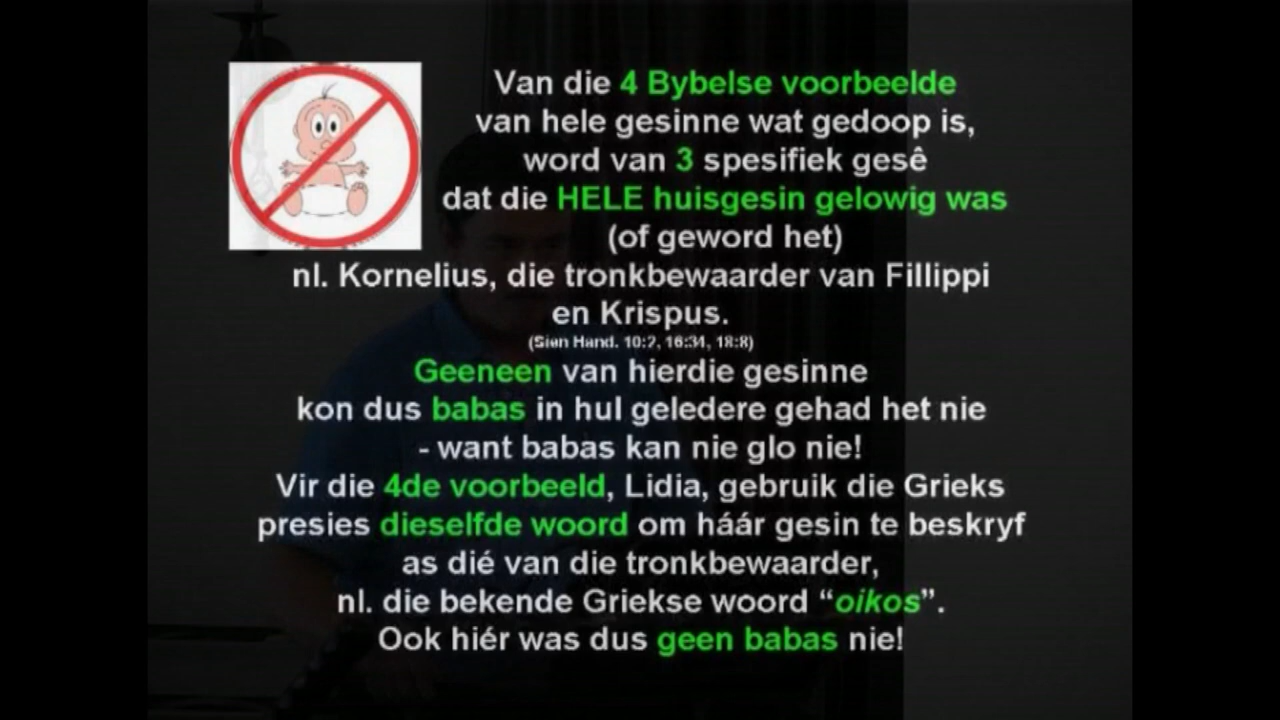 Van die 4 Bybelse voorbeelde
van hele gesinne wat gedoop is,
word van 3 spesifiek gesê
dat die HELE huisgesin gelowig was
(of geword het)
nl. Kornelius, die tronkbewaarder van Fillippi
en Krispus.
(Sien Hand. 10:2, 16:34, 18:8)
Geeneen van hierdie gesinne
kon dus babas in hul geledere gehad het nie
- want babas kan nie glo nie!
Vir die 4de voorbeeld, Lidia, gebruik die Grieks
presies dieselfde woord om háár gesin te beskryf
as dié van die tronkbewaarder,
nl. die bekende Griekse woord “oikos”.
Ook hiér was dus geen babas nie!